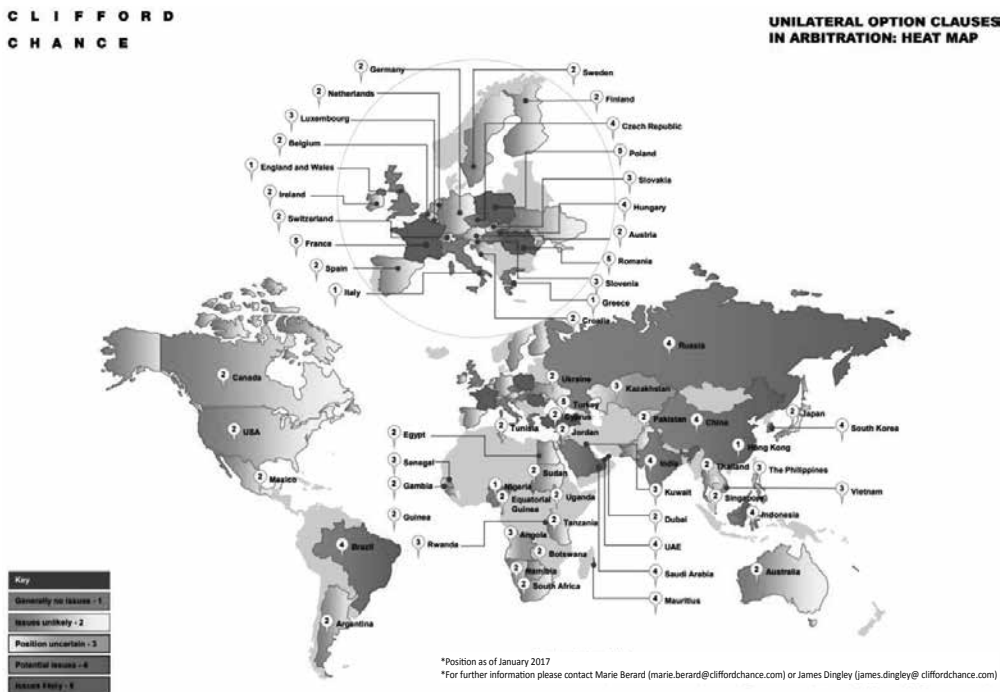 CLIFFORD
CHANCE
UNILATERAL OPTION CLAUSES
IN ARBITRATION: HEAT MAP
2 Germany
2 Netherlands
3 Luxembourg
2 Belgium
1 England and Wales
2 Ireland
2 Switzerland
5 France
2 Spain
1 Italy
2 Sweden
2 Finland
4 Czech Republic
5 Poland
3 Slovakia
4 Hungary
2 Austria
5 Romania
3 Slovenia
1 Greece
2 Croatia
2 Canada
2 USA
2 Mexico
4 Brazil
2 Argentina
4 Russia
2 Ukraine
3 Kazakhstan
5 Turkey
2 Cyprus
2 Jordan
2 Tunisia
2 Pakistan
4 China
2 Japan
4 South Korea
1 Hong Kong
4 India
2 Thailand
3 The Philippines
3 Vietnam
2 Singapore
4 Indonesia
3 Kuwait
2 Dubai
4 UAE
4 Saudi Arabia
4 Mauritius
2 Egypt
Senegal
2 Gambia
2 Guinea
3 Rwanda
2 Sudan
1 Nigeria
2 Equatorial
Guinea
2 Uganda
2 Tanzania
3 Angola
2 Botswana
2 Namibia
2 South Africa
2 Australia
Key
Generally no issues - 1
Issues unlikely - 2
Position uncertain - 3
Potential issues - 4
Issues likely - 5
*Position as of January 2017
*For further information please contact Marie Berard (marie.berard@cliffordchance.com) or James Dingley (james.dingley@ cliffordchance.com)